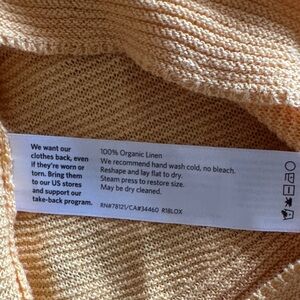 We want our
clothes back, even
if they're worn or
torn. Bring them
to our US stores
and support our
take-back program.
100% Organic Linen
We recommend hand wash cold, no bleach.
Reshape and lay flat to dry.
Steam press to restore size.
May be dry cleaned.
RN#78121/CA#34460 R1BLOX